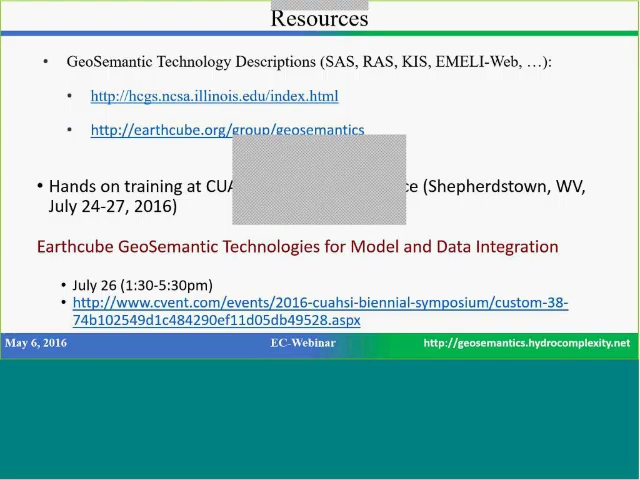 Resources
• GeoSemantic Technology Descriptions (SAS, RAS, KIS, EMELI-Web, …):
• http://hcgs.ncsa.illinois.edu/index.html
• http://earthcube.org/group/geosemantics
• Hands on training at CUA ce (Shepherdstown, WV,
July 24-27, 2016)
Earthcube GeoSemantic Technologies for Model and Data Integration
• July 26 (1:30-5:30pm)
• http://www.cvent.com/events/2016-cuahsi-biennial-symposium/custom-38-
74b102549d1c484290ef11d05db49528.aspx
May 6, 2016 EC-Webinar http://geosemantics.hydrocomplexity.net